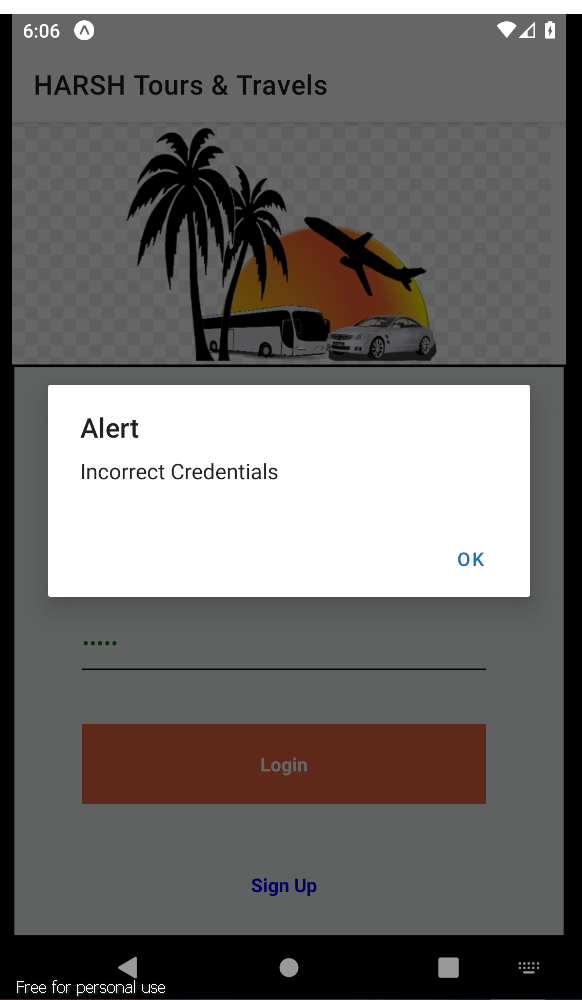 6:06
HARSH Tours & Travels
Alert
Incorrect Credentials
OK
•••••
Login
Sign Up
Free for personal use